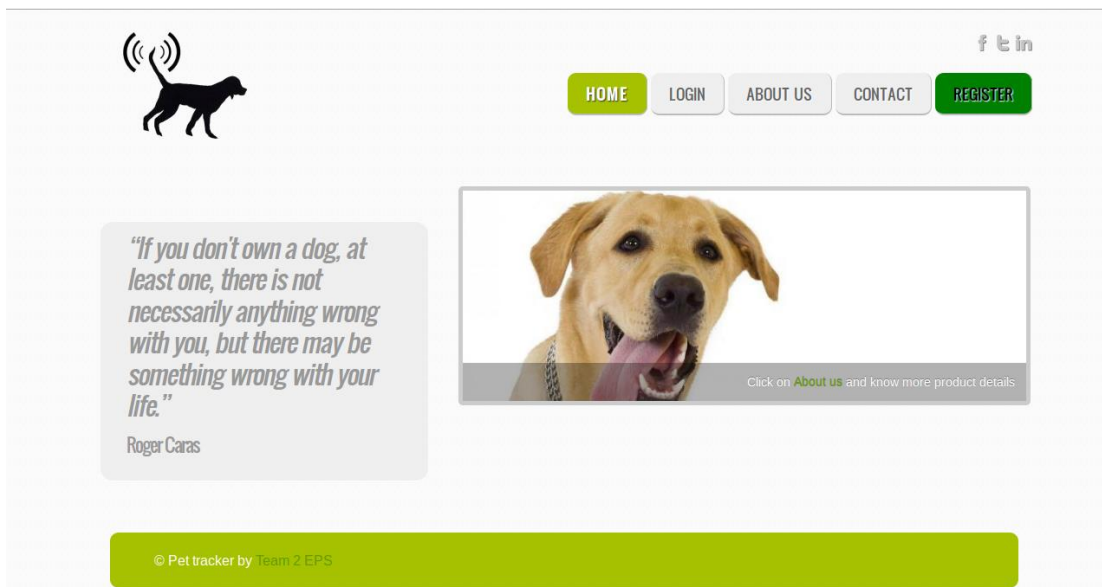 f t in
HOME LOGIN ABOUT US CONTACT REGISTER
“If you don't own a dog, at
least one, there is not
necessarily anything wrong
with you, but there may be
something wrong with your
life.”
Roger Caras
Click on About us and know more product details
© Pet tracker by Team 2 EPS